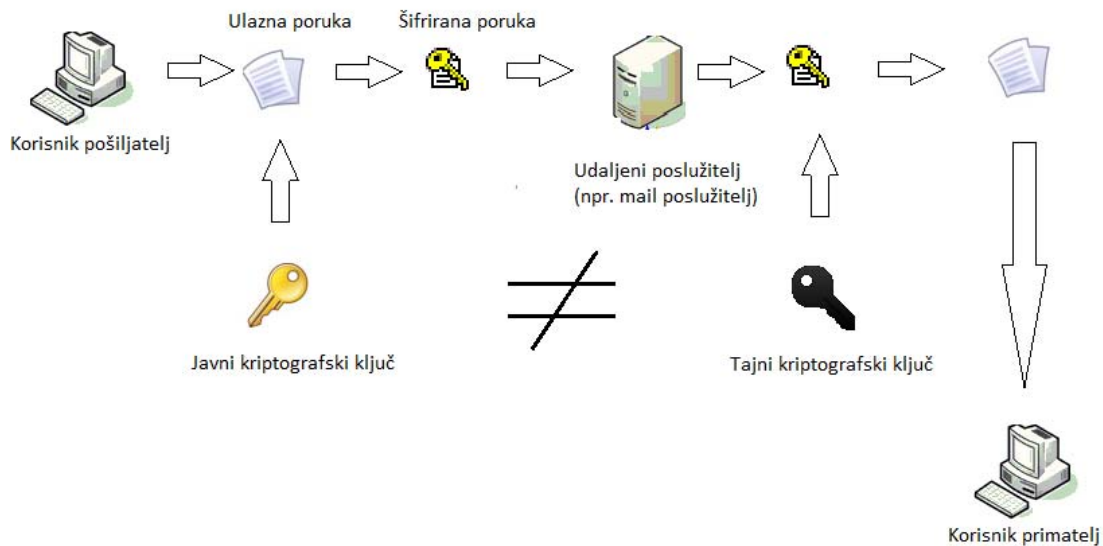 Ulazna poruka
Šifrirana poruka
Korisnik pošiljatelj
Udaljeni poslužitelj
(npr. mail poslužitelj)
Javni kriptografski ključ
Tajni kriptografski ključ
Korisnik primatelj